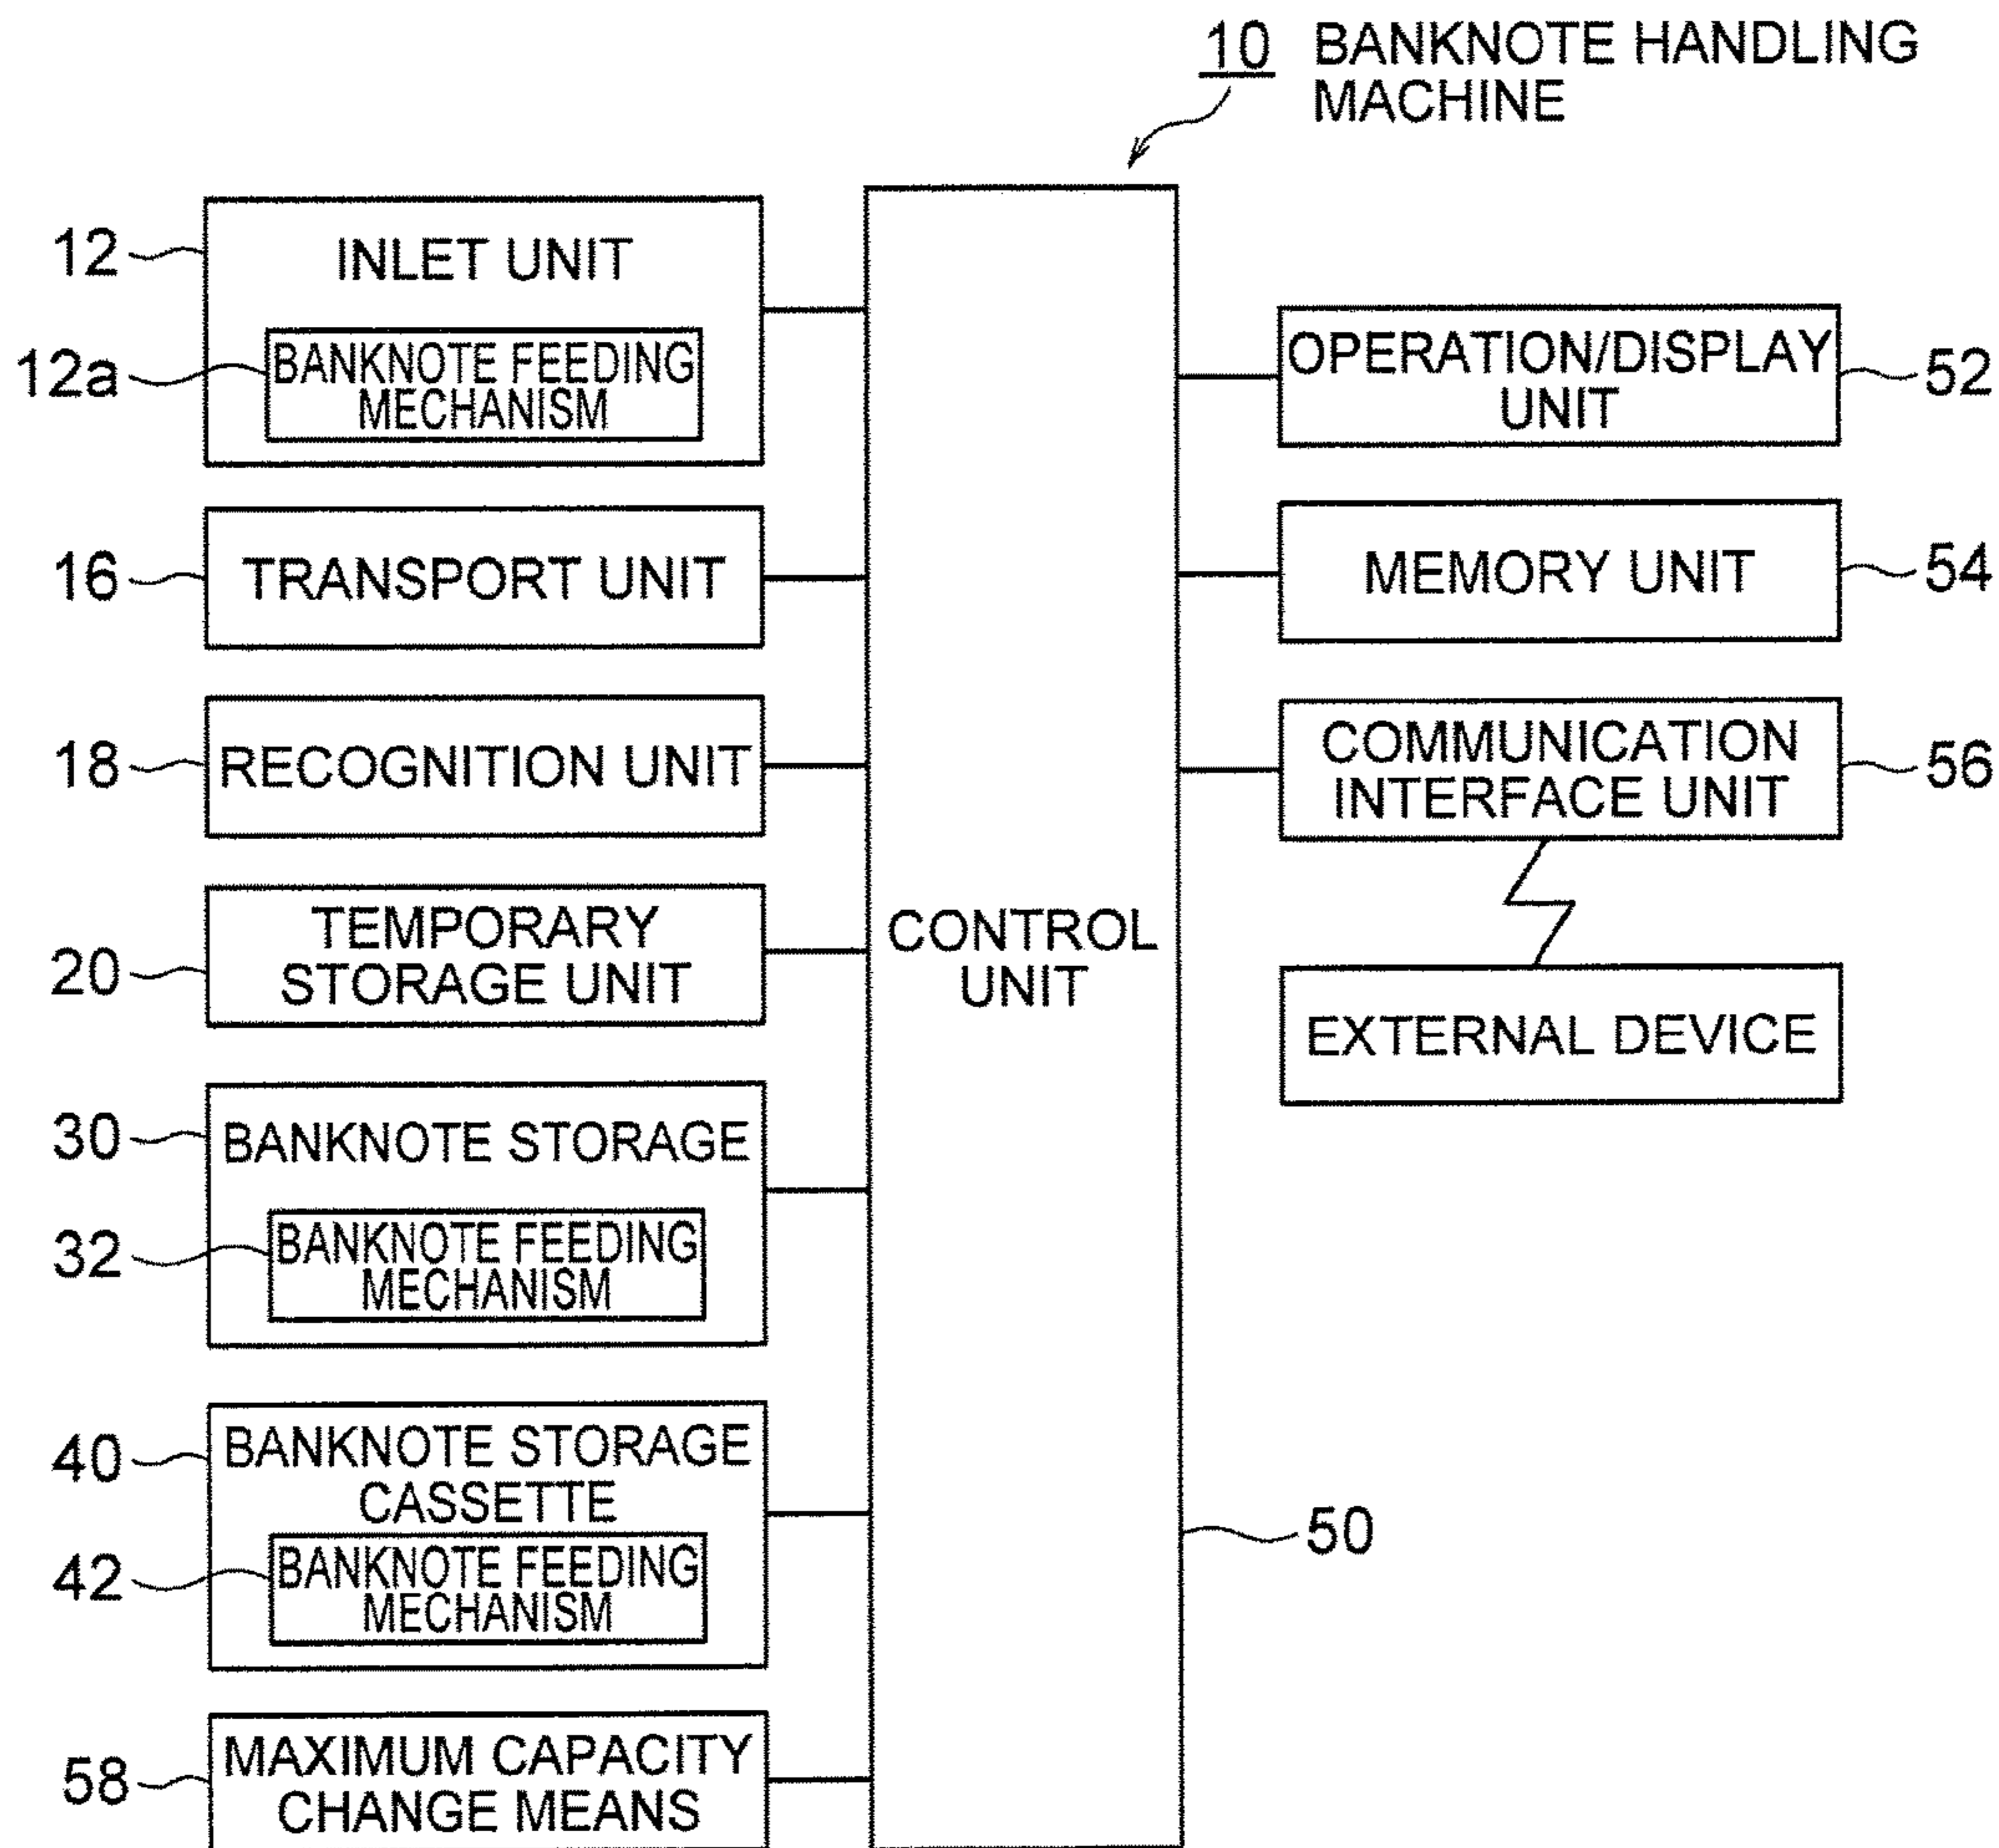 10 BANKNOTE HANDLING
MACHINE
12
INLET UNIT
12a
BANKNOTE FEEDING
MECHANISM
16
TRANSPORT UNIT
18
RECOGNITION UNIT
20
TEMPORARY
STORAGE UNIT
30
BANKNOTE STORAGE
32
BANKNOTE FEEDING
MECHANISM
40
BANKNOTE STORAGE
CASSETTE
42
BANKNOTE FEEDING
MECHANISM
58
MAXIMUM CAPACITY
CHANGE MEANS
CONTROL
UNIT
50
OPERATION/DISPLAY
UNIT
52
MEMORY UNIT
54
COMMUNICATION
INTERFACE UNIT
56
EXTERNAL DEVICE